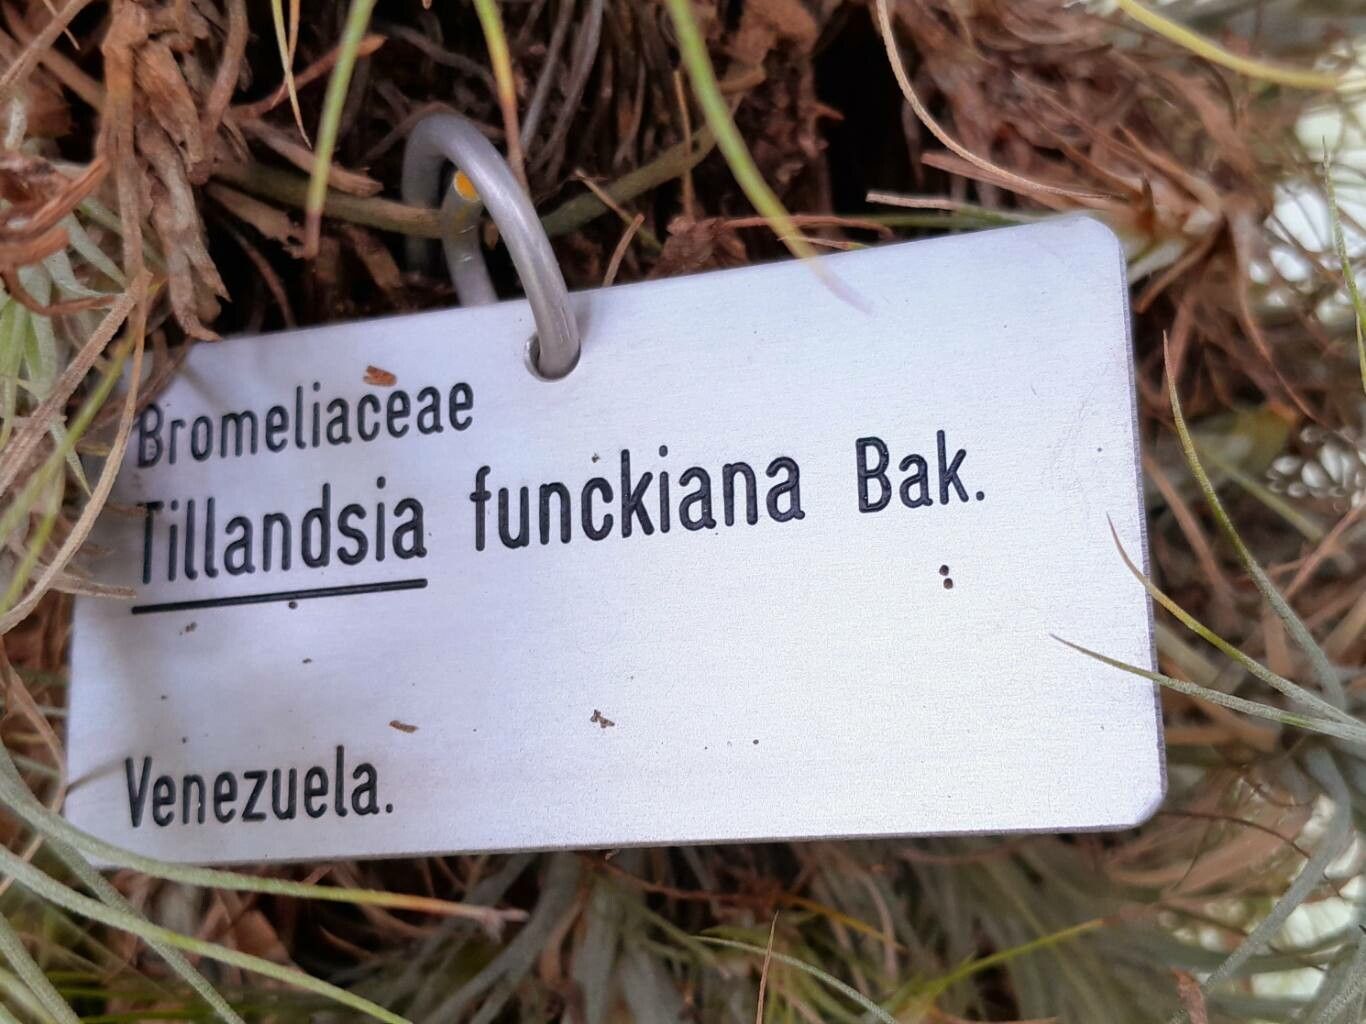 Bromeliaceae
Tillandsia funckiana Bak.
Venezuela.